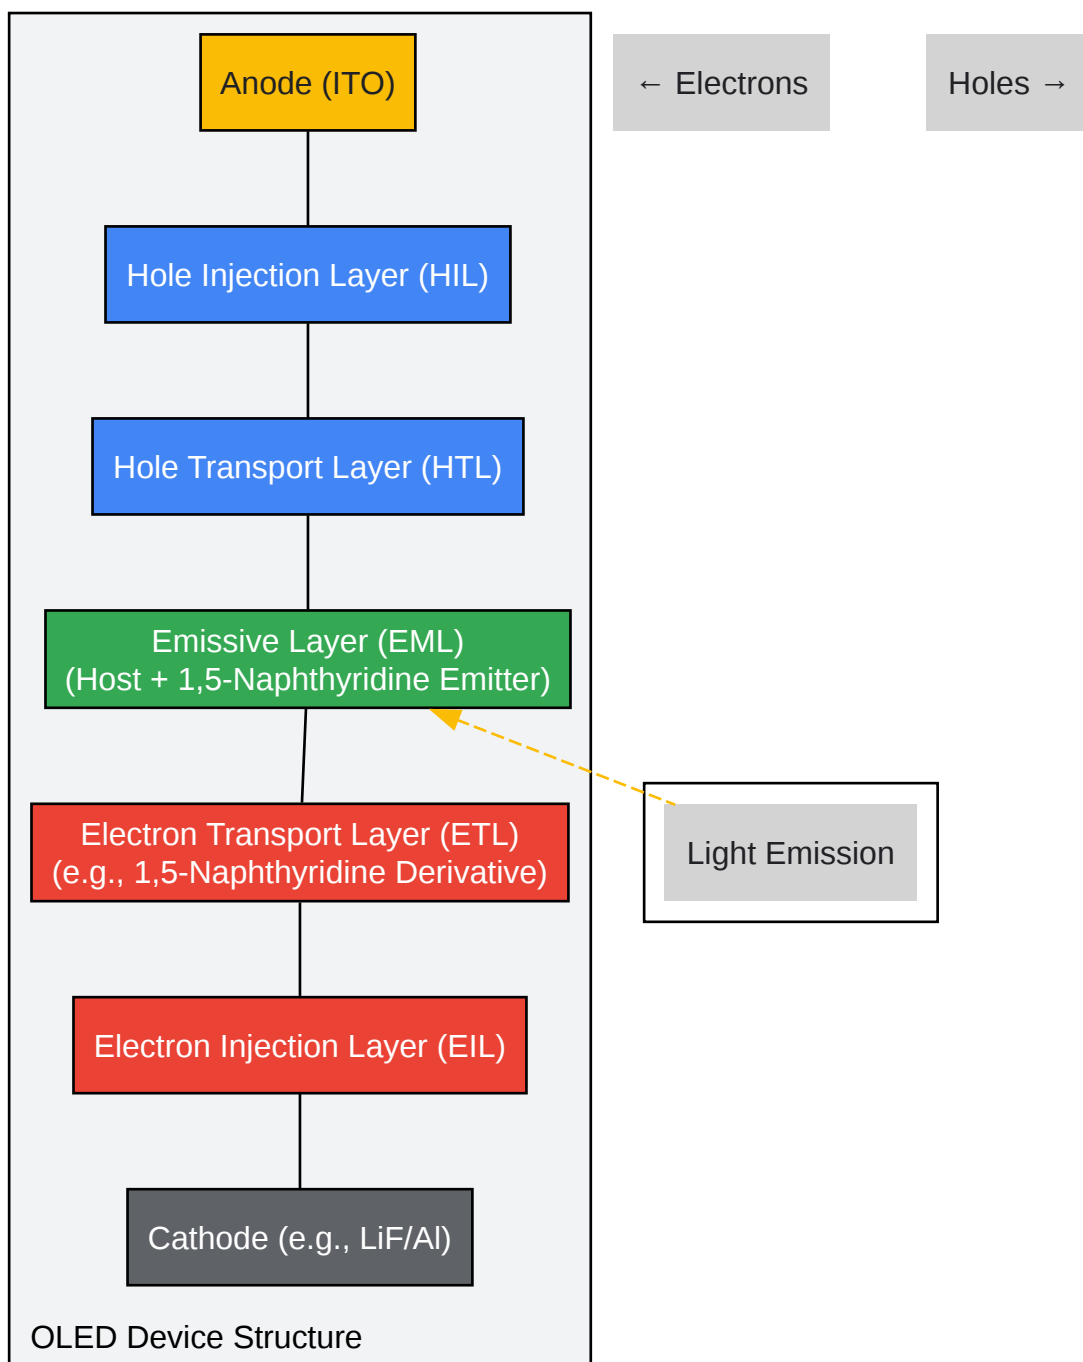 Anode (ITO)
← Electrons
Holes →
Hole Injection Layer (HIL)
Hole Transport Layer (HTL)
Emissive Layer (EML)
(Host + 1,5-Naphthyridine Emitter)
Electron Transport Layer (ETL)
(e.g., 1,5-Naphthyridine Derivative)
Light Emission
Electron Injection Layer (EIL)
Cathode (e.g., LiF/Al)
OLED Device Structure